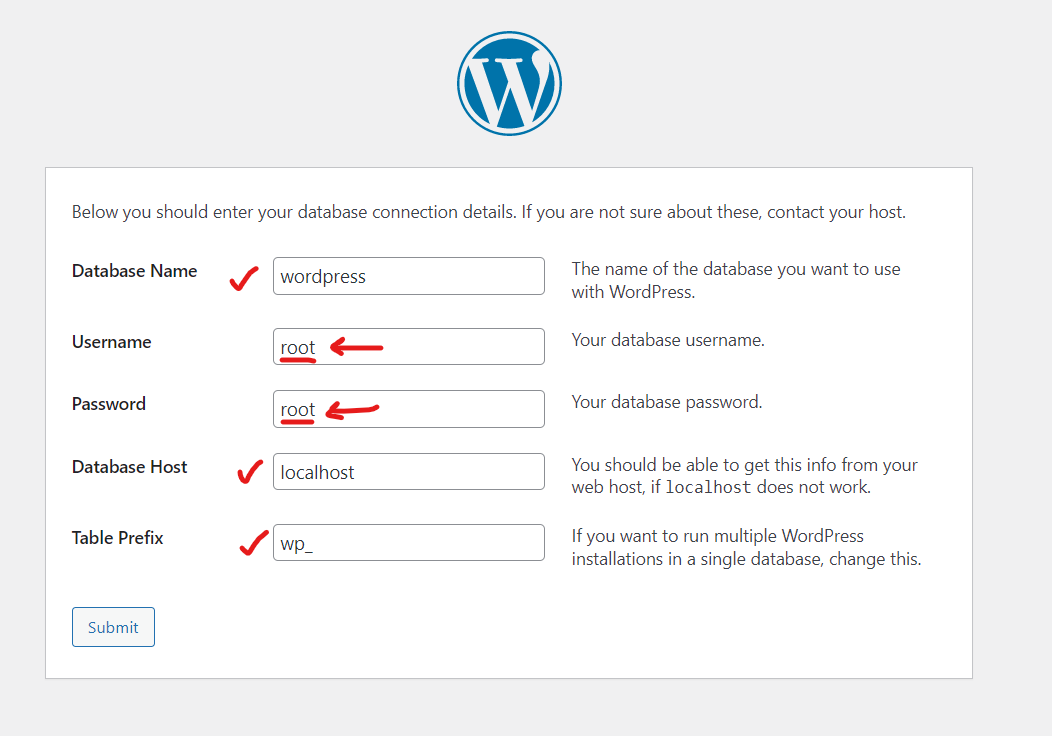 W
Below you should enter your database connection details. If you are not sure about these, contact your host.
Database Name
wordpress
The name of the database you want to use
with WordPress.
Username
root
Your database username.
Password
root
Your database password.
Database Host
localhost
You should be able to get this info from your
web host, if localhost does not work.
Table Prefix
wp_
If you want to run multiple WordPress
installations in a single database, change this.
Submit